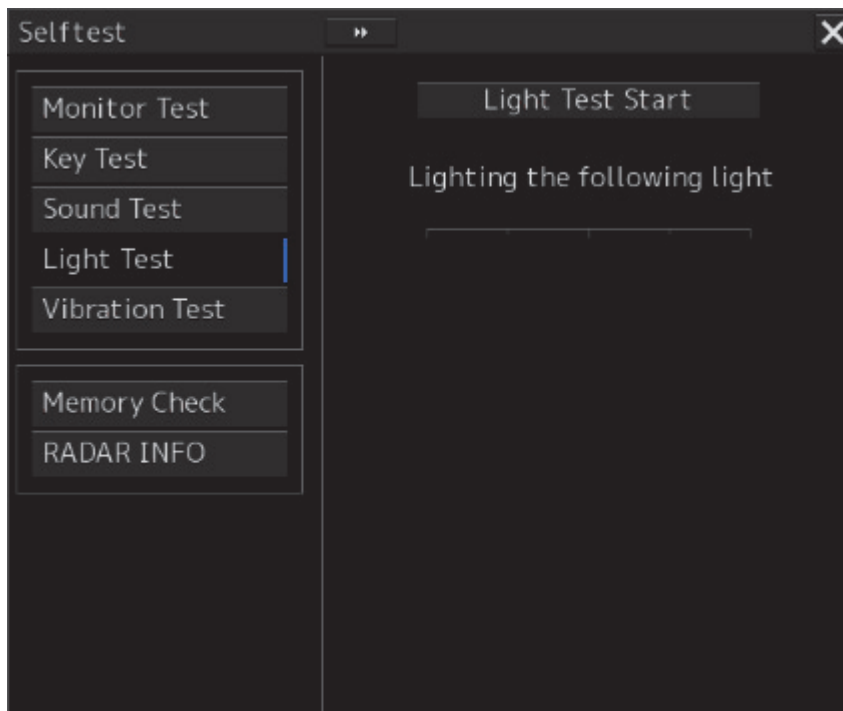 Selftest
Monitor Test
Key Test
Sound Test
Light Test
Vibration Test
Memory Check
RADAR INFO
Light Test Start
Lighting the following light